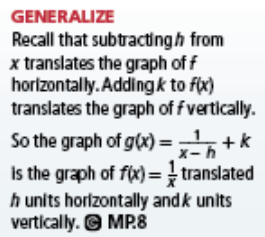 GENERALIZE
Recall that subtracting h from
x translates the graph of f
horizontally. Adding k to f(x)
translates the graph of f vertically.
So the graph of g(x) = 1/(x − h) + k
is the graph of f(x) = 1/x translated
h units horizontally and k units
vertically. Ⓒ MP.8